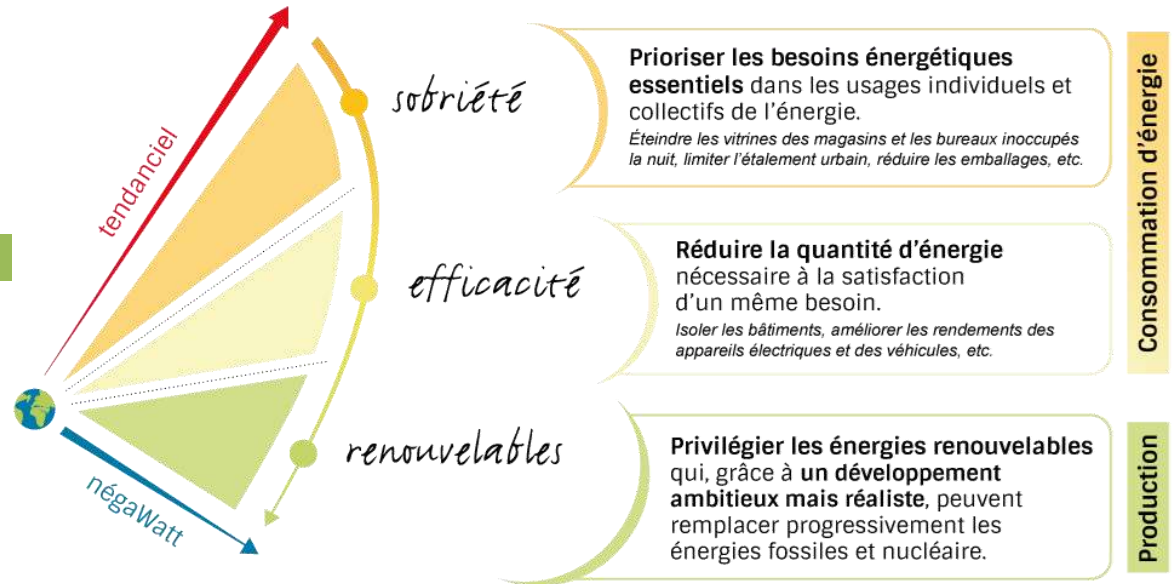 tendanciel
négaWatt
sobriété
Prioriser les besoins énergétiques
essentiels dans les usages individuels et
collectifs de l'énergie.
Éteindre les vitrines des magasins et les bureaux inoccupés
la nuit, limiter l'étalement urbain, réduire les emballages, etc.
efficacité
Réduire la quantité d'énergie
nécessaire à la satisfaction
d'un même besoin.
Isoler les bâtiments, améliorer les rendements des
appareils électriques et des véhicules, etc.
Consommation d'énergie
renouvelables
Privilégier les énergies renouvelables
qui, grâce à un développement
ambitieux mais réaliste, peuvent
remplacer progressivement les
énergies fossiles et nucléaire.
Production